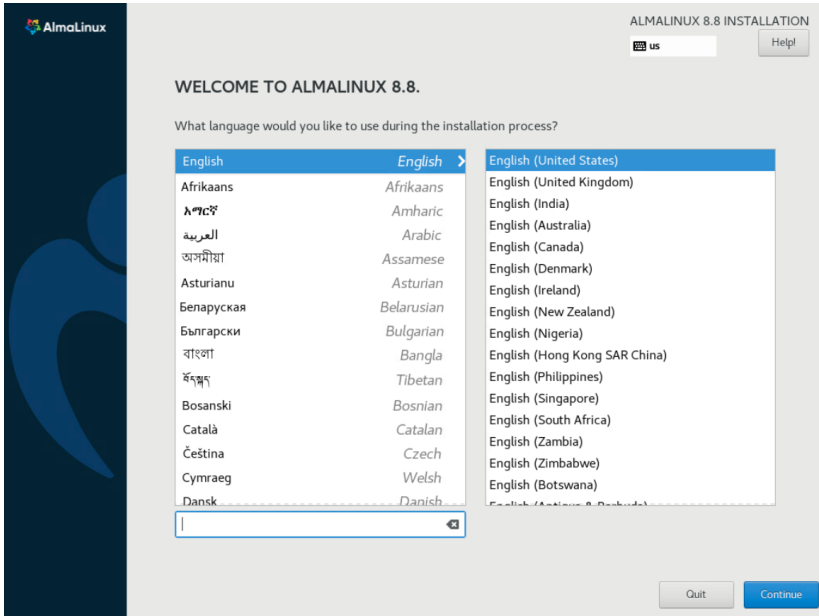 AlmaLinux
ALMALINUX 8.8 INSTALLATION
us
Help!
WELCOME TO ALMALINUX 8.8.
What language would you like to use during the installation process?
English English
Afrikaans Afrikaans
አማርኛ Amharic
العربية Arabic
অসমীয়া Assamese
Asturianu Asturian
Беларуская Belarusian
Български Bulgarian
বাংলা Bangla
བོད་སྐད་ Tibetan
Bosanski Bosnian
Català Catalan
Čeština Czech
Cymraeg Welsh
Dansk Danish
English (United States)
English (United Kingdom)
English (India)
English (Australia)
English (Canada)
English (Denmark)
English (Ireland)
English (New Zealand)
English (Nigeria)
English (Hong Kong SAR China)
English (Philippines)
English (Singapore)
English (South Africa)
English (Zambia)
English (Zimbabwe)
English (Botswana)
English (Antigua & Barbuda)
Quit
Continue